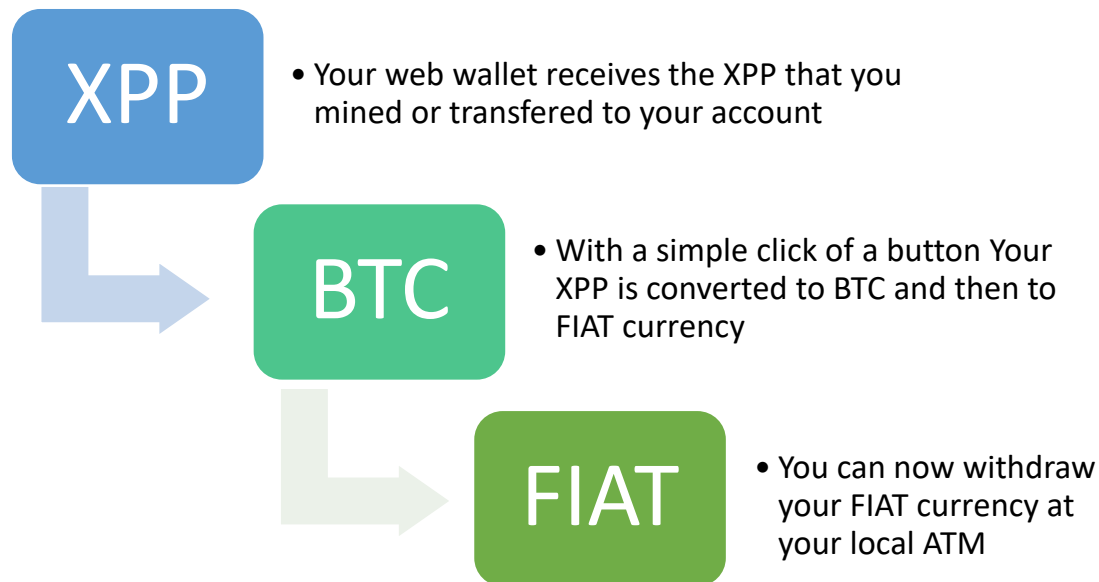 XPP
• Your web wallet receives the XPP that you
mined or transfered to your account
BTC
• With a simple click of a button Your
XPP is converted to BTC and then to
FIAT currency
FIAT
• You can now withdraw
your FIAT currency at
your local ATM